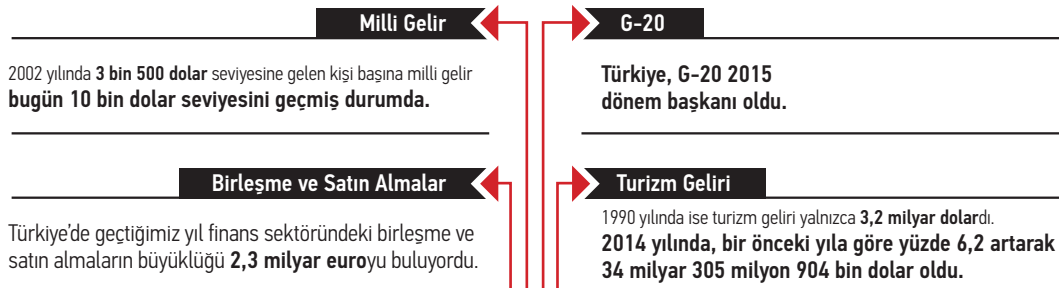 Milli Gelir
2002 yılında 3 bin 500 dolar seviyesine gelen kişi başına milli gelir
bugün 10 bin dolar seviyesini geçmiş durumda.
G-20
Türkiye, G-20 2015
dönem başkanı oldu.
Birleşme ve Satın Almalar
Türkiye'de geçtiğimiz yıl finans sektöründeki birleşme ve
satın almaların büyüklüğü 2,3 milyar euroyu buluyordu.
Turizm Geliri
1990 yılında ise turizm geliri yalnızca 3,2 milyar dolardı.
2014 yılında, bir önceki yıla göre yüzde 6,2 artarak
34 milyar 305 milyon 904 bin dolar oldu.